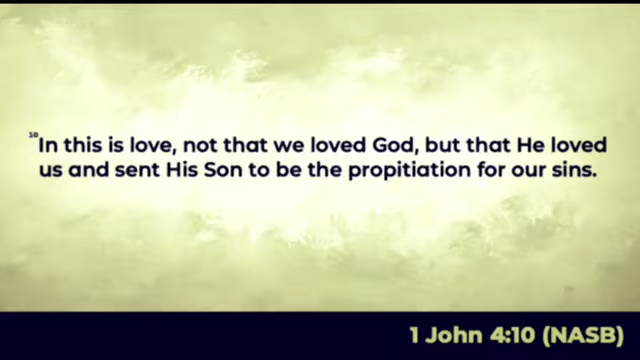 ¹⁰In this is love, not that we loved God, but that He loved
us and sent His Son to be the propitiation for our sins.
1 John 4:10 (NASB)